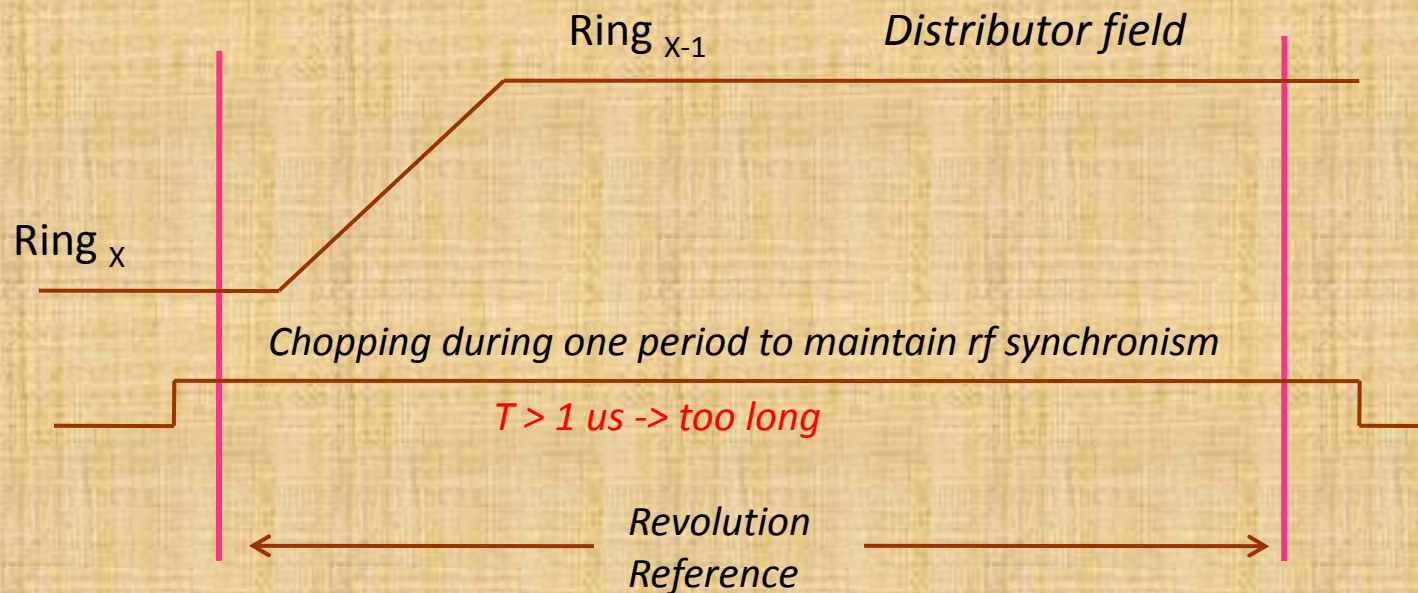 Ring X-1 Distributor field
Ring X
Chopping during one period to maintain rf synchronism
T > 1 us -> too long
Revolution
Reference